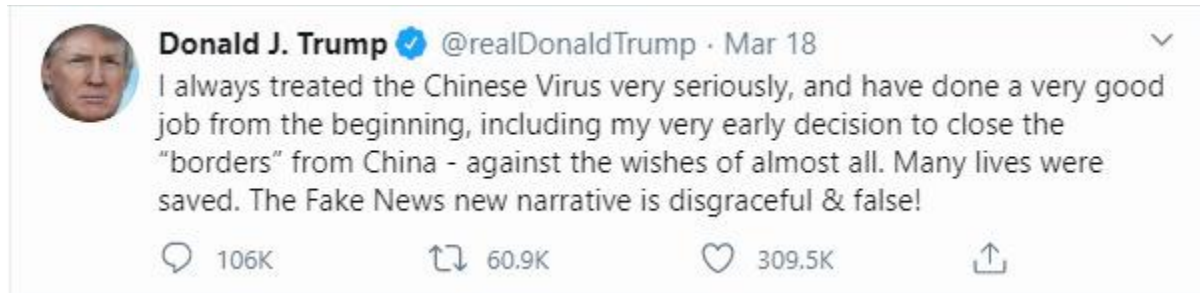 Donald J. Trump @realDonaldTrump · Mar 18
I always treated the Chinese Virus very seriously, and have done a very good
job from the beginning, including my very early decision to close the
“borders” from China - against the wishes of almost all. Many lives were
saved. The Fake News new narrative is disgraceful & false!
106K 60.9K 309.5K